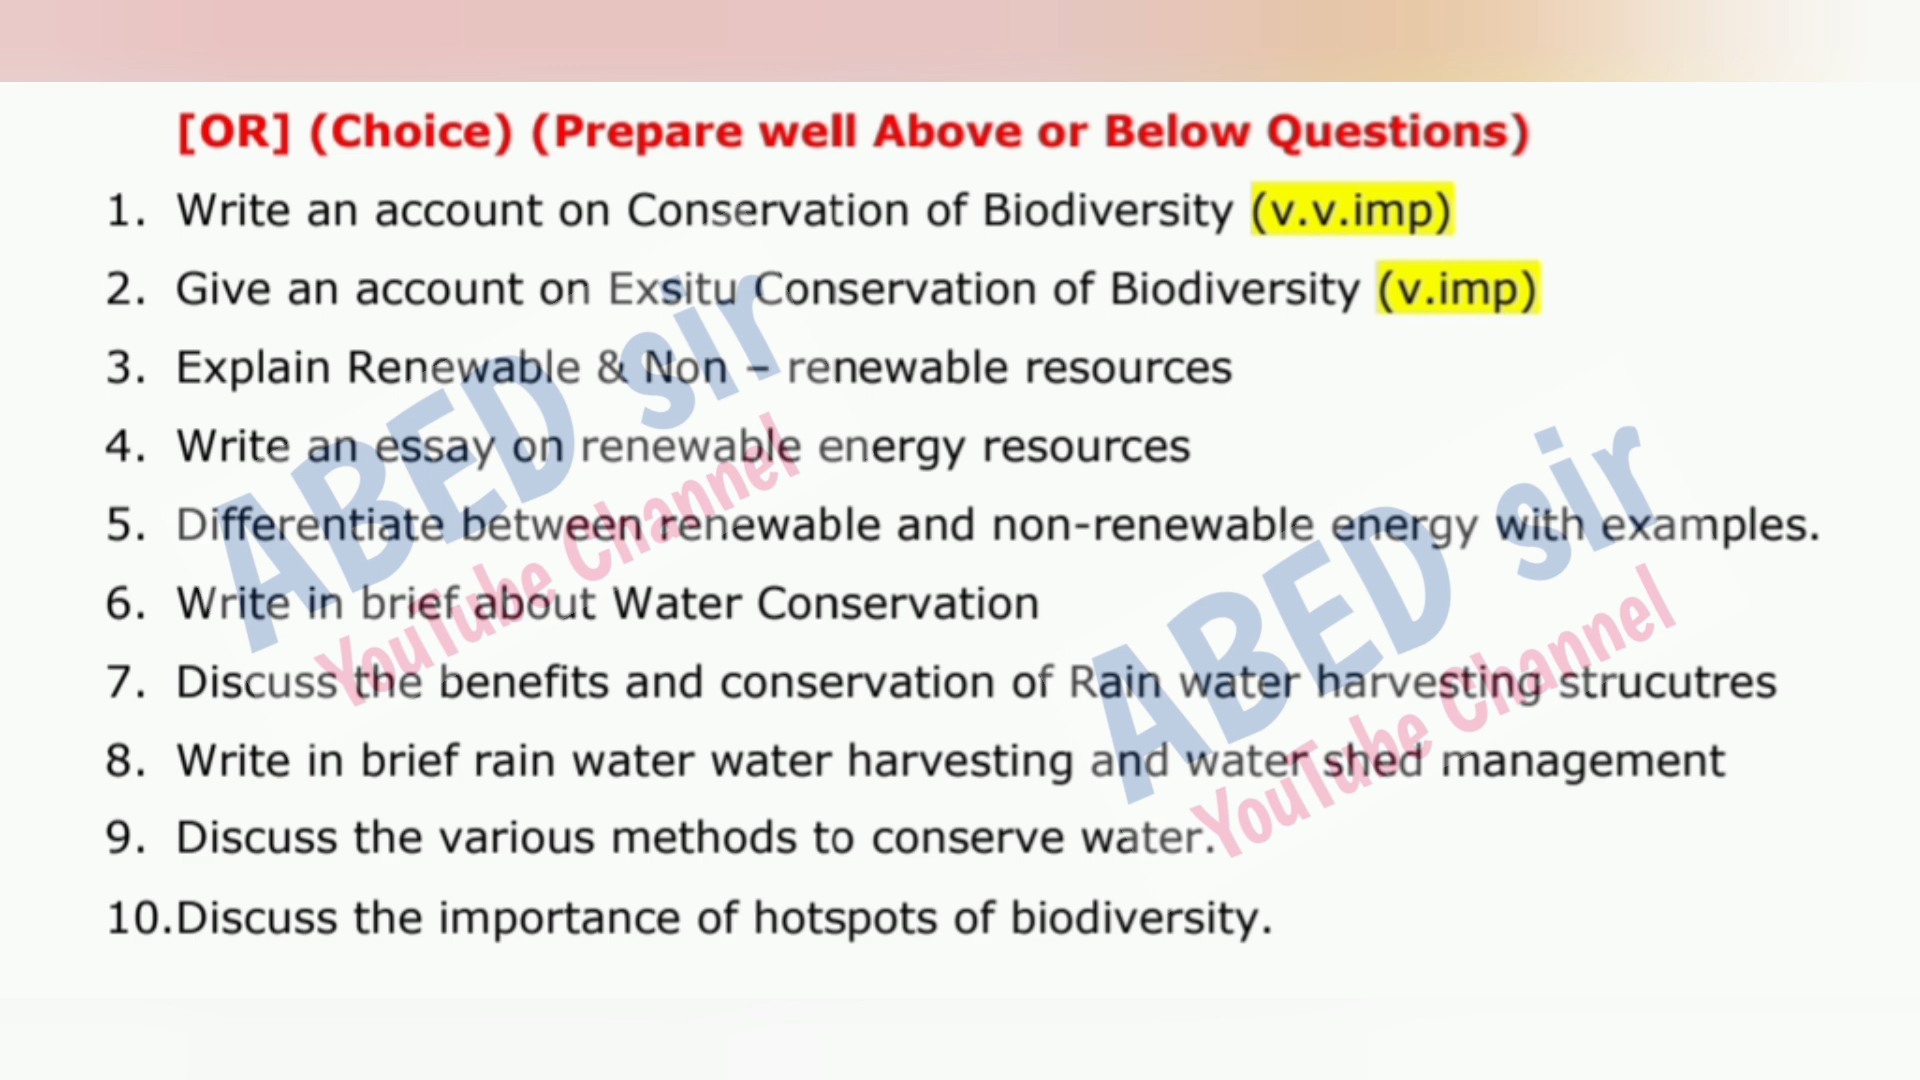 [OR] (Choice) (Prepare well Above or Below Questions)
1. Write an account on Conservation of Biodiversity (v.v.imp)
2. Give an account on Exsitu Conservation of Biodiversity (v.imp)
3. Explain Renewable & Non – renewable resources
4. Write an essay on renewable energy resources
5. Differentiate between renewable and non-renewable energy with examples.
6. Write in brief about Water Conservation
7. Discuss the benefits and conservation of Rain water harvesting strucutres
8. Write in brief rain water water harvesting and water shed management
9. Discuss the various methods to conserve water.
10.Discuss the importance of hotspots of biodiversity.
ABED sir
YouTube Channel
ABED sir
YouTube Channel